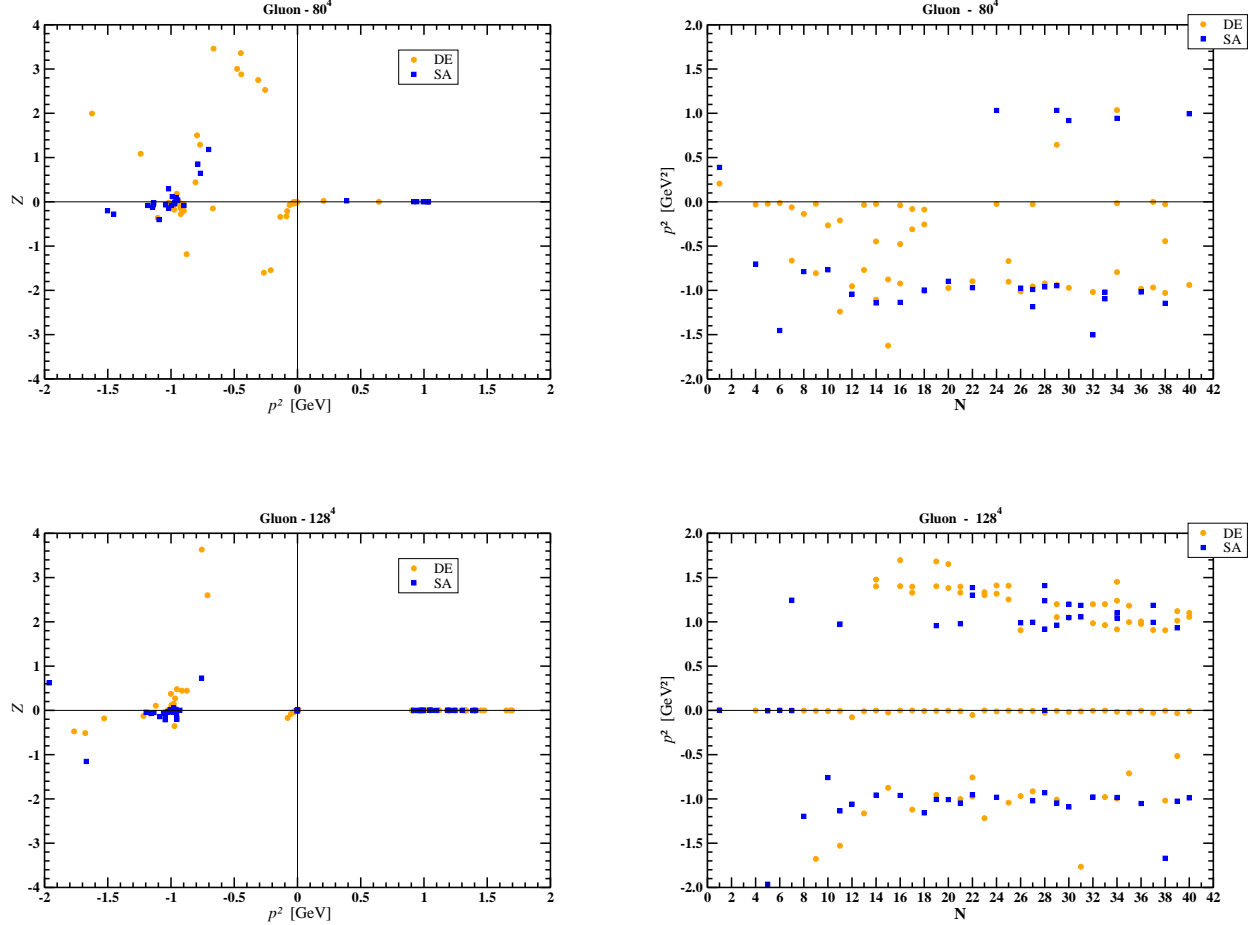 Gluon - 80⁴
4
3
2
1
0
-1
-2
-3
-4
Z
-2
-1.5
-1
-0.5
0
0.5
1
1.5
2
p² [GeV]
DE
SA
Gluon - 80⁴
2.0
1.5
1.0
0.5
0.0
-0.5
-1.0
-1.5
-2.0
p² [GeV²]
0 2 4 6 8 10 12 14 16 18 20 22 24 26 28 30 32 34 36 38 40 42
N
DE
SA
Gluon - 128⁴
4
3
2
1
0
-1
-2
-3
-4
Z
-2
-1.5
-1
-0.5
0
0.5
1
1.5
2
p² [GeV]
DE
SA
Gluon - 128⁴
2.0
1.5
1.0
0.5
0.0
-0.5
-1.0
-1.5
-2.0
p² [GeV²]
0 2 4 6 8 10 12 14 16 18 20 22 24 26 28 30 32 34 36 38 40 42
N
DE
SA